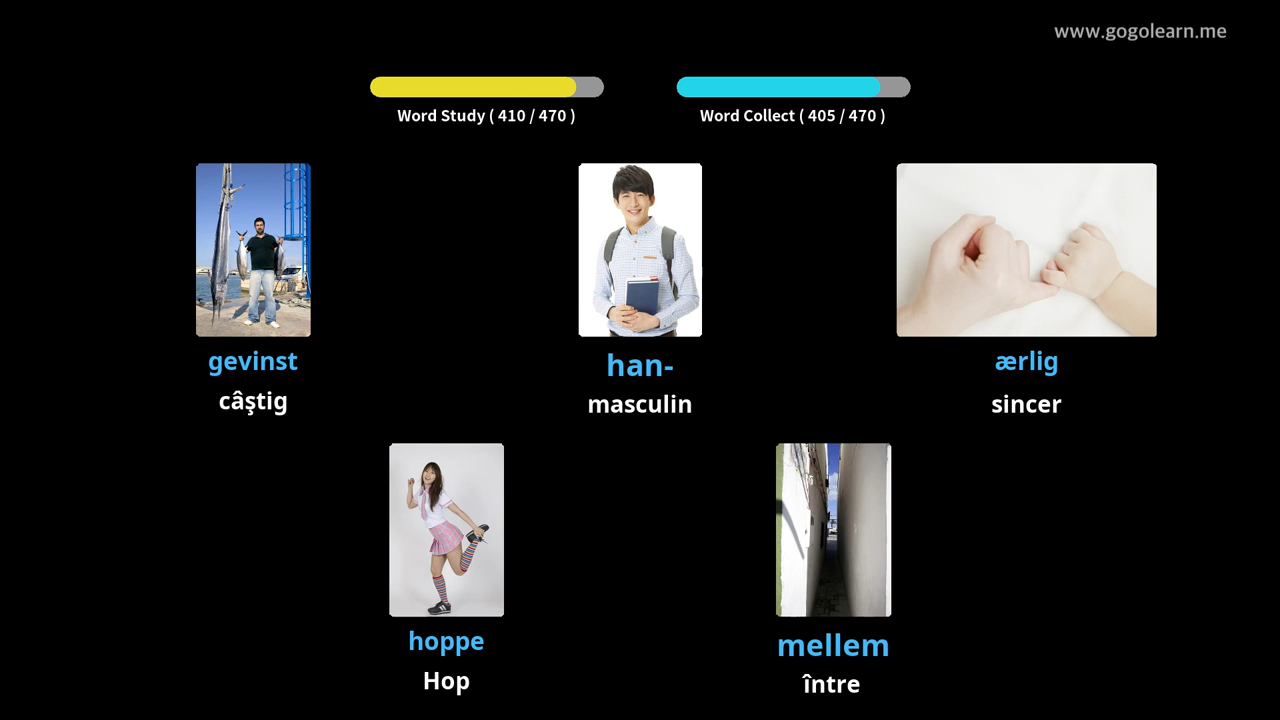 www.gogolearn.me
Word Study ( 410 / 470 )
Word Collect ( 405 / 470 )
gevinst
câştig
han-
masculin
ærlig
sincer
hoppe
Hop
mellem
între